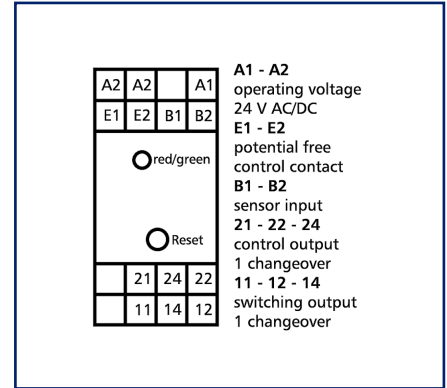 A2 A2 A1
E1 E2 B1 B2
red/green
Reset
21 24 22
11 14 12
A1 - A2
operating voltage
24 V AC/DC
E1 - E2
potential free
control contact
B1 - B2
sensor input
21 - 22 - 24
control output
1 changeover
11 - 12 - 14
switching output
1 changeover